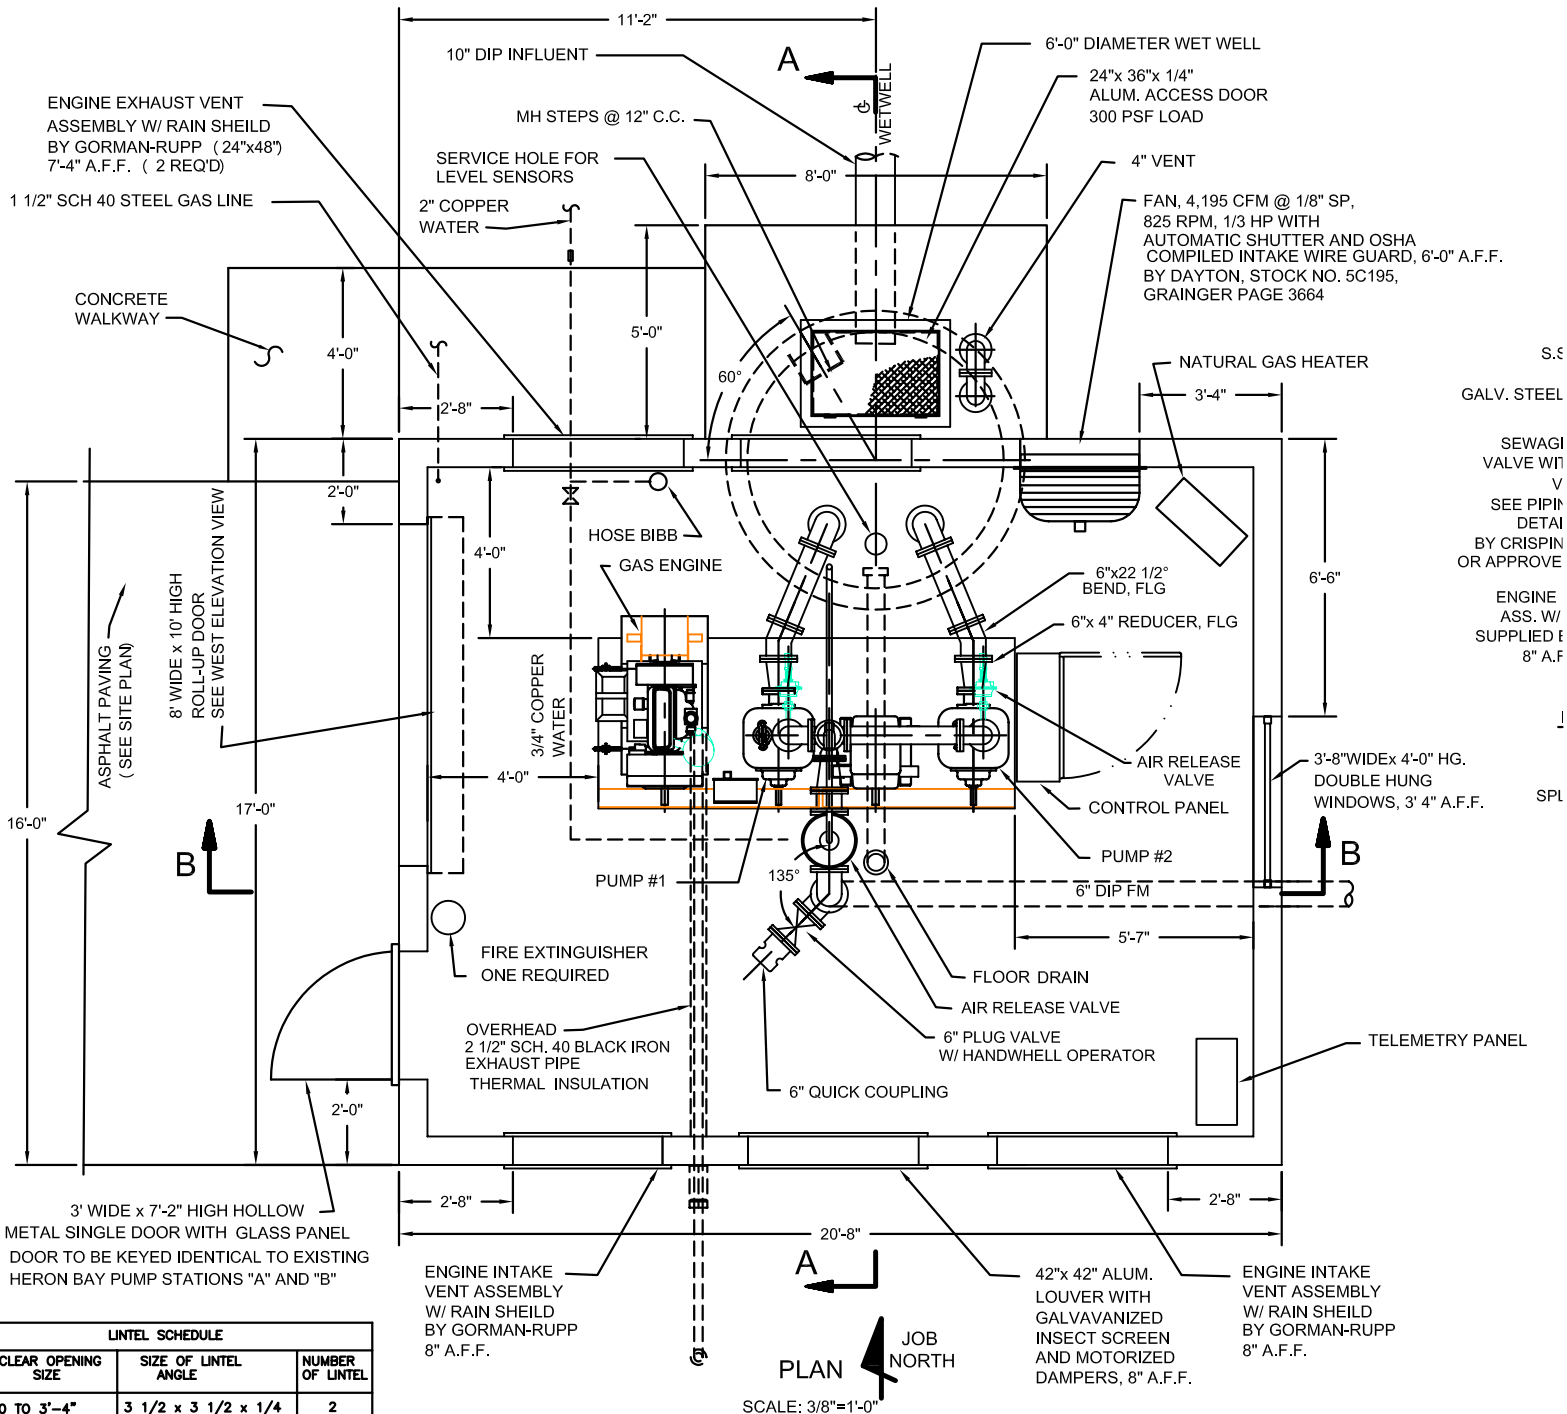 11'-2"
10" DIP INFLUENT
A
WETWELL
6'-0" DIAMETER WET WELL
24"x 36"x 1/4"
ALUM. ACCESS DOOR
300 PSF LOAD
ENGINE EXHAUST VENT
ASSEMBLY W/ RAIN SHEILD
BY GORMAN-RUPP ( 24"x48")
7'-4" A.F.F. ( 2 REQ'D)
MH STEPS @ 12" C.C.
SERVICE HOLE FOR
LEVEL SENSORS
8'-0"
4" VENT
1 1/2" SCH 40 STEEL GAS LINE
2" COPPER
WATER
FAN, 4,195 CFM @ 1/8" SP,
825 RPM, 1/3 HP WITH
AUTOMATIC SHUTTER AND OSHA
COMPILED INTAKE WIRE GUARD, 6'-0" A.F.F.
BY DAYTON, STOCK NO. 5C195,
GRAINGER PAGE 3664
CONCRETE
WALKWAY
4'-0"
5'-0"
60°
NATURAL GAS HEATER
S.S
2'-8"
3'-4"
GALV. STEEL
SEWAGE
VALVE WIT
V
SEE PIPIN
DETAI
BY CRISPIN
OR APPROVE
2'-0"
HOSE BIBB
4'-0"
GAS ENGINE
6"x22 1/2°
BEND, FLG
6'-6"
ENGINE
ASS. W/
SUPPLIED B
8" A.F
8' WIDE x 10' HIGH
ROLL-UP DOOR
SEE WEST ELEVATION VIEW
ASPHALT PAVING
( SEE SITE PLAN)
6"x 4" REDUCER, FLG
3/4" COPPER
WATER
4'-0"
AIR RELEASE
VALVE
3'-8"WIDEx 4'-0" HG.
DOUBLE HUNG
WINDOWS, 3' 4" A.F.F.
SPL
CONTROL PANEL
16'-0"
17'-0"
B
B
PUMP #2
PUMP #1
135°
6" DIP FM
5'-7"
FIRE EXTINGUISHER
ONE REQUIRED
FLOOR DRAIN
AIR RELEASE VALVE
OVERHEAD
2 1/2" SCH. 40 BLACK IRON
EXHAUST PIPE
THERMAL INSULATION
6" PLUG VALVE
W/ HANDWHELL OPERATOR
TELEMETRY PANEL
6" QUICK COUPLING
2'-0"
2'-8"
2'-8"
3' WIDE x 7'-2" HIGH HOLLOW
METAL SINGLE DOOR WITH GLASS PANEL
DOOR TO BE KEYED IDENTICAL TO EXISTING
HERON BAY PUMP STATIONS "A" AND "B"
20'-8"
ENGINE INTAKE
VENT ASSEMBLY
W/ RAIN SHEILD
BY GORMAN-RUPP
8" A.F.F.
A
42"x 42" ALUM.
LOUVER WITH
GALVAVANIZED
INSECT SCREEN
AND MOTORIZED
DAMPERS, 8" A.F.F.
ENGINE INTAKE
VENT ASSEMBLY
W/ RAIN SHEILD
BY GORMAN-RUPP
8" A.F.F.
JOB
NORTH
PLAN
SCALE: 3/8"=1'-0"
LINTEL SCHEDULE
CLEAR OPENING
SIZE
SIZE OF LINTEL
ANGLE
NUMBER
OF LINTEL
0 TO 3'-4" 3 1/2 x 3 1/2 x 1/4 2